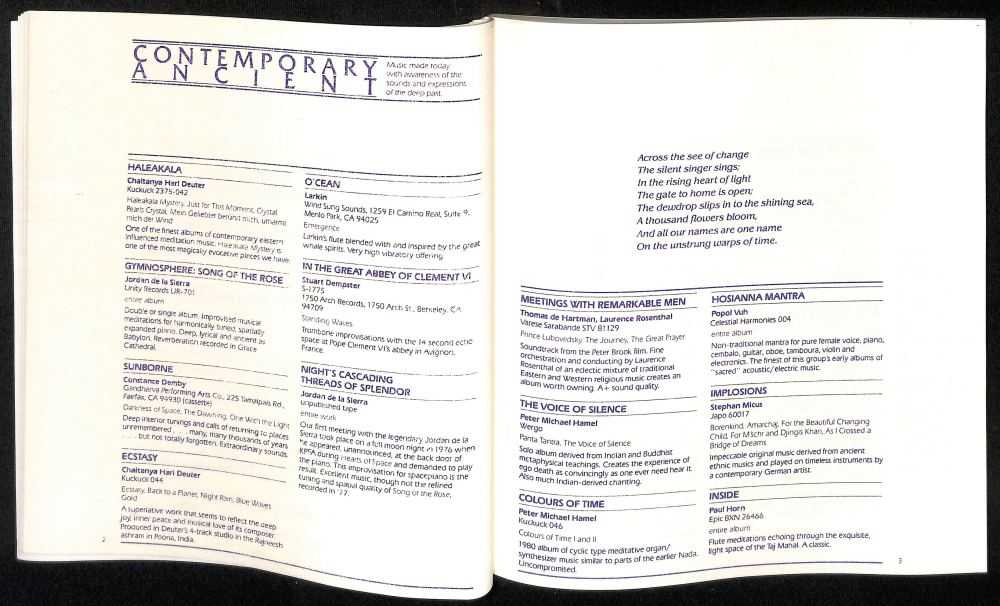 CONTEMPORARY
ANCIENT
Music made today
with awareness of the
sounds and expressions
of the deep past.
HALEAKALA
Chaitanya Hari Deuter
Kuckuck 2375-042
Haleakala Mystery, Just for This Moment, Crystal
Pearls Crystal, Mein Geliebter berührt mich, umarmt
mich der Wind
One of the finest albums of contemporary eastern
influenced meditation music. Haleakala Mystery is
one of the most magically evocative pieces we have.
GYMNOSPHERE: SONG OF THE ROSE
Jordan de la Sierra
Unity Records UR-701
entire album
Double or single album. Improvised musical
meditations for harmonically tuned, spatially
expanded piano. Deep, lyrical and ancient as
Babylon. Reverberation recorded in Grace
Cathedral.
SUNBORNE
Constance Demby
Gandharva Performing Arts Co., 225 Tamalpais Rd.,
Fairfax, CA 94930 (cassette)
Darkness of Space, The Dawning, One With the Light
Deep interior tunings and calls of returning to places
unremembered . . . many, many thousands of years
. . . but not totally forgotten. Extraordinary sounds.
ECSTASY
Chaitanya Hari Deuter
Kuckuck 044
Ecstasy, Back to a Planet, Night Rain, Blue Waves
Gold
A superlative work that seems to reflect the deep
joy, inner peace and musical love of its composer.
Produced in Deuter's 4-track studio in the Rajneesh
ashram in Poona, India.
2
O'CEAN
Larkin
Wind Sung Sounds, 1259 El Camino Real, Suite 9,
Menlo Park, CA 94025
Emergence
Larkin's flute blended with and inspired by the great
whale spirits. Very high vibratory offering.
IN THE GREAT ABBEY OF CLEMENT VI
Stuart Dempster
S-1775
1750 Arch Records, 1750 Arch St., Berkeley, CA
94709
Standing Waves
Trombone improvisations with the 14 second echo
space at Pope Clement VI's abbey in Avignon,
France.
NIGHT'S CASCADING
THREADS OF SPLENDOR
Jordan de la Sierra
unpublished tape
entire work
Our first meeting with the legendary Jordan de la
Sierra took place on a full moon night in 1976 when
he appeared, unannounced, at the back door of
KPFA during Hearts of Space and demanded to play
the piano. This improvisation for spacepiano is the
result. Excellent music, though not the refined
tuning and spatial quality of Song of the Rose,
recorded in '77.
Across the see of change
The silent singer sings;
In the rising heart of light
The gate to home is open;
The dewdrop slips in to the shining sea,
A thousand flowers bloom,
And all our names are one name
On the unstrung warps of time.
MEETINGS WITH REMARKABLE MEN
Thomas de Hartman, Laurence Rosenthal
Varese Sarabande STV 81129
Prince Lubovedsky, The Journey, The Great Prayer
Soundtrack from the Peter Brook film. Fine
orchestration and conducting by Laurence
Rosenthal of an eclectic mixture of traditional
Eastern and Western religious music creates an
album worth owning. A+ sound quality.
THE VOICE OF SILENCE
Peter Michael Hamel
Wergo
Panta Tantra, The Voice of Silence
Solo album derived from Indian and Buddhist
metaphysical teachings. Creates the experience of
ego death as convincingly as one ever need hear it.
Also much Indian-derived chanting.
COLOURS OF TIME
Peter Michael Hamel
Kuckuck 046
Colours of Time I and II
1980 album of cyclic type meditative organ/
synthesizer music similar to parts of the earlier Nada.
Uncompromised.
HOSIANNA MANTRA
Popol Vuh
Celestial Harmonies 004
entire album
Non-traditional mantra for pure female voice, piano,
cembalo, guitar, oboe, tamboura, violin and
electronics. The finest of this group's early albums of
"sacred" acoustic/electric music.
IMPLOSIONS
Stephan Micus
Japo 60017
Borenkind, Amarchaj, For the Beautiful Changing
Child, For M'schr and Djingis Khan, As I Crossed a
Bridge of Dreams
Impeccable original music derived from ancient
ethnic musics and played on timeless instruments by
a contemporary German artist.
INSIDE
Paul Horn
Epic BXN 26466
entire album
Flute meditations echoing through the exquisite,
light space of the Taj Mahal. A classic.
3